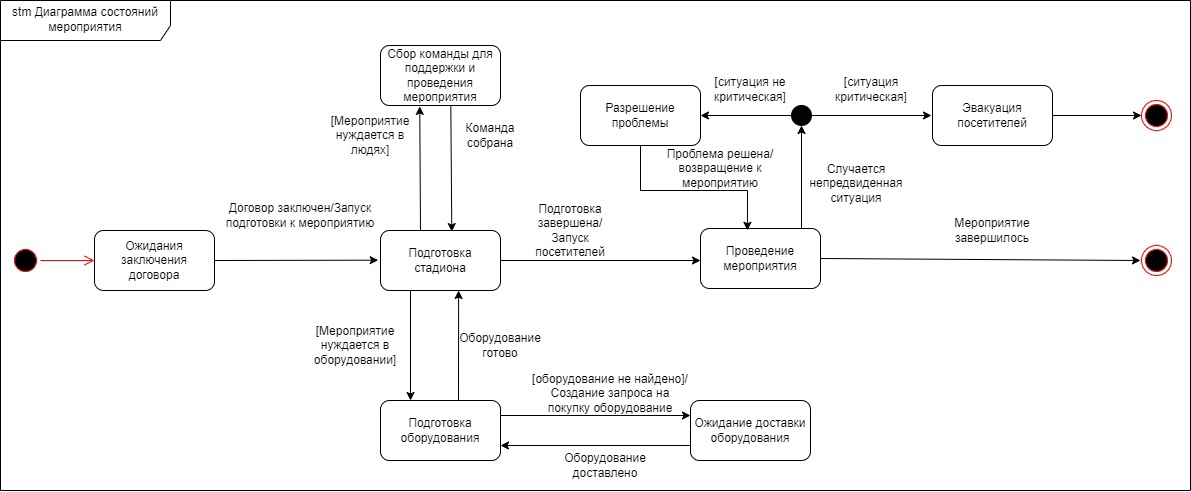 stm Диаграмма состояний
мероприятия
Сбор команды для
поддержки и
проведения
мероприятия
[Мероприятие
нуждается в
людях]
Команда
собрана
Разрешение
проблемы
[ситуация не
критическая]
[ситуация
критическая]
Эвакуация
посетителей
Проблема решена/
возвращение к
мероприятию
Случается
непредвиденная
ситуация
Договор заключен/Запуск
подготовки к мероприятию
Подготовка
завершена/
Запуск
посетителей
Мероприятие
завершилось
Ожидания
заключения
договора
Подготовка
стадиона
Проведение
мероприятия
[Мероприятие
нуждается в
оборудовании]
Оборудование
готово
[оборудование не найдено]/
Создание запроса на
покупку оборудование
Подготовка
оборудования
Ожидание доставки
оборудования
Оборудование
доставлено